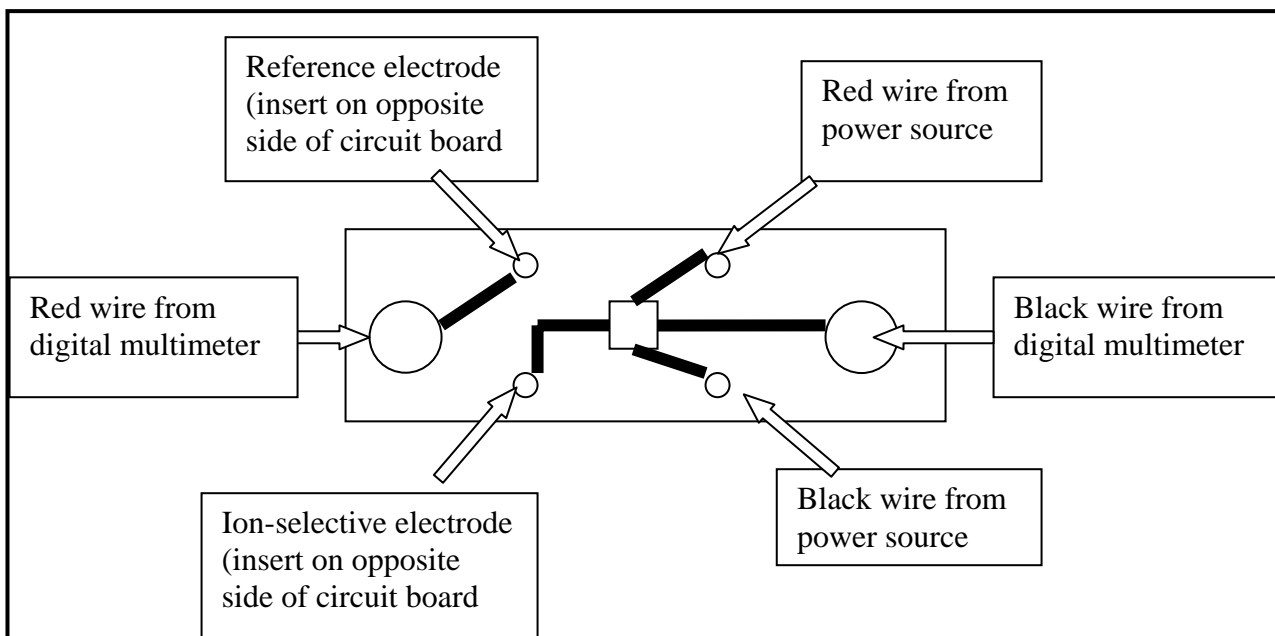 Reference electrode
(insert on opposite
side of circuit board
Red wire from
power source
Red wire from
digital multimeter
Black wire from
digital multimeter
Ion-selective electrode
(insert on opposite
side of circuit board
Black wire from
power source